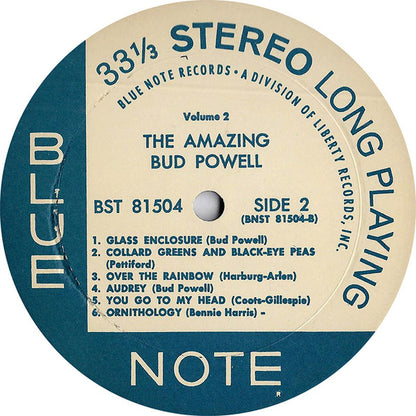 33⅓ STEREO LONG PLAYING
BLUE NOTE RECORDS • A DIVISION OF LIBERTY RECORDS, INC.
Volume 2
THE AMAZING
BUD POWELL
BST 81504
SIDE 2
(BNST 81504-B)
1. GLASS ENCLOSURE (Bud Powell)
2. COLLARD GREENS AND BLACK-EYE PEAS
(Pettiford)
3. OVER THE RAINBOW (Harburg-Arlen)
4. AUDREY (Bud Powell)
5. YOU GO TO MY HEAD (Coots-Gillespie)
6. ORNITHOLOGY (Bennie Harris) -
BLUE
NOTE